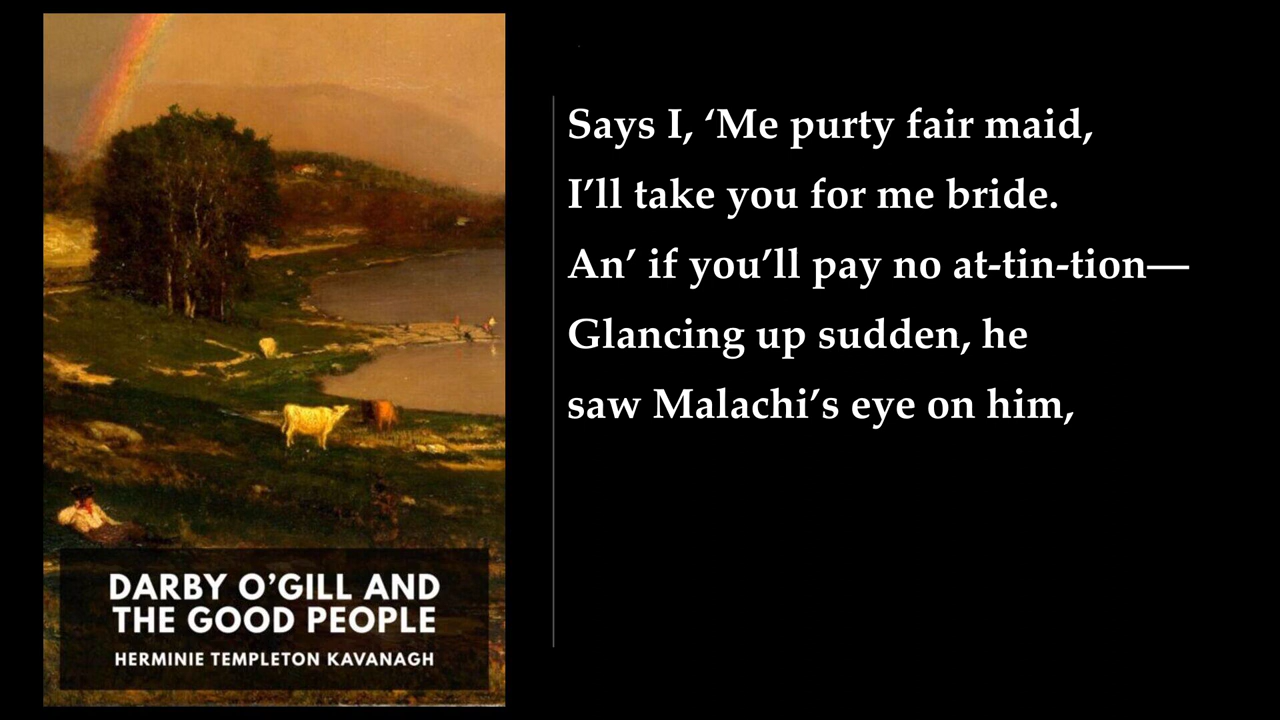 Says I, ‘Me purty fair maid,
I’ll take you for me bride.
An’ if you’ll pay no at-tin-tion—
Glancing up sudden, he
saw Malachi’s eye on him,
DARBY O’GILL AND
THE GOOD PEOPLE
HERMINIE TEMPLETON KAVANAGH